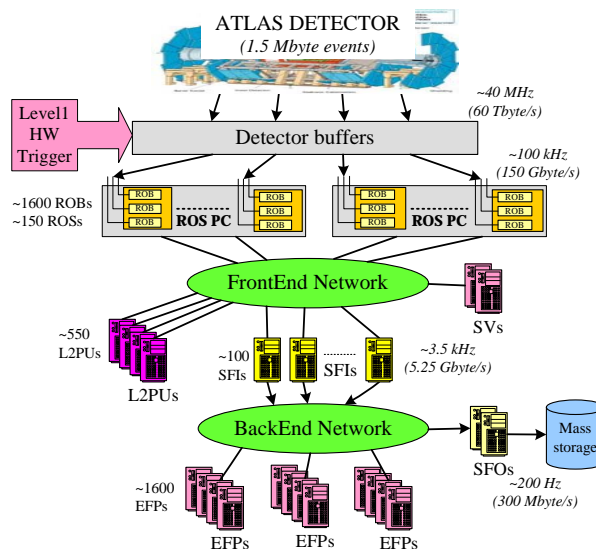 ATLAS DETECTOR
(1.5 Mbyte events)
~40 MHz
(60 Tbyte/s)
Level1
HW
Trigger
Detector buffers
~100 kHz
(150 Gbyte/s)
~1600 ROBs
~150 ROSs
ROB
ROB
ROB
ROB
ROB
ROB
ROS PC
ROB
ROB
ROB
ROB
ROB
ROB
ROS PC
FrontEnd Network
SVs
~550
L2PUs
L2PUs
~100
SFIs
SFIs
~3.5 kHz
(5.25 Gbyte/s)
BackEnd Network
SFOs
Mass
storage
~200 Hz
(300 Mbyte/s)
~1600
EFPs
EFPs
EFPs
EFPs